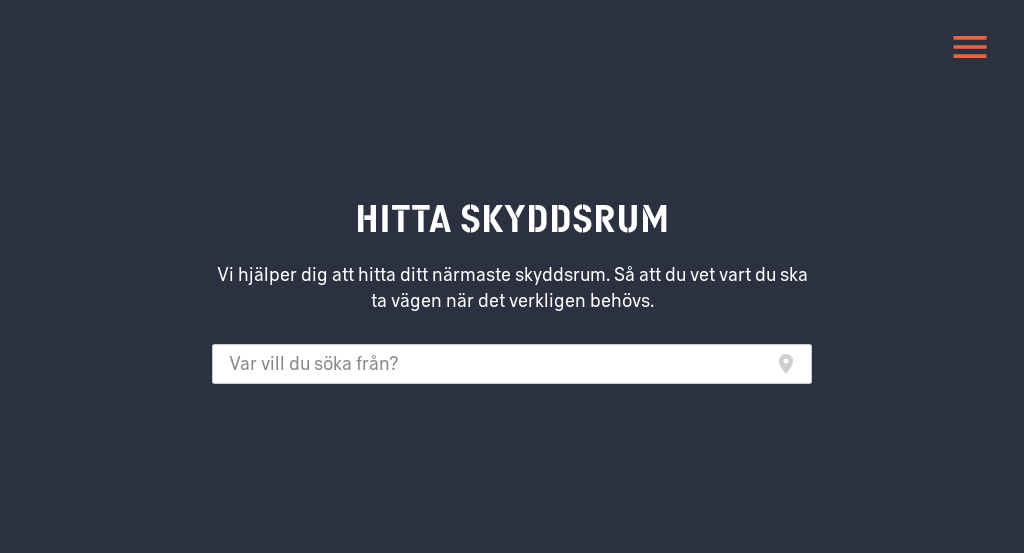 HITTA SKYDDSRUM
Vi hjälper dig att hitta ditt närmaste skyddsrum. Så att du vet vart du ska
ta vägen när det verkligen behövs.
Var vill du söka från?